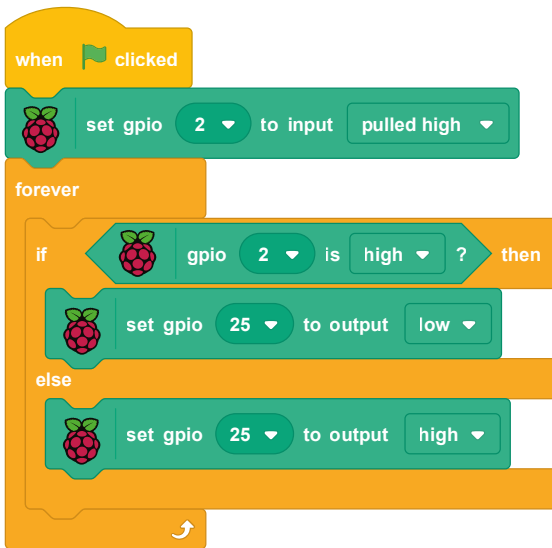 when clicked
set gpio 2 to input pulled high
forever
if gpio 2 is high ? then
set gpio 25 to output low
else
set gpio 25 to output high